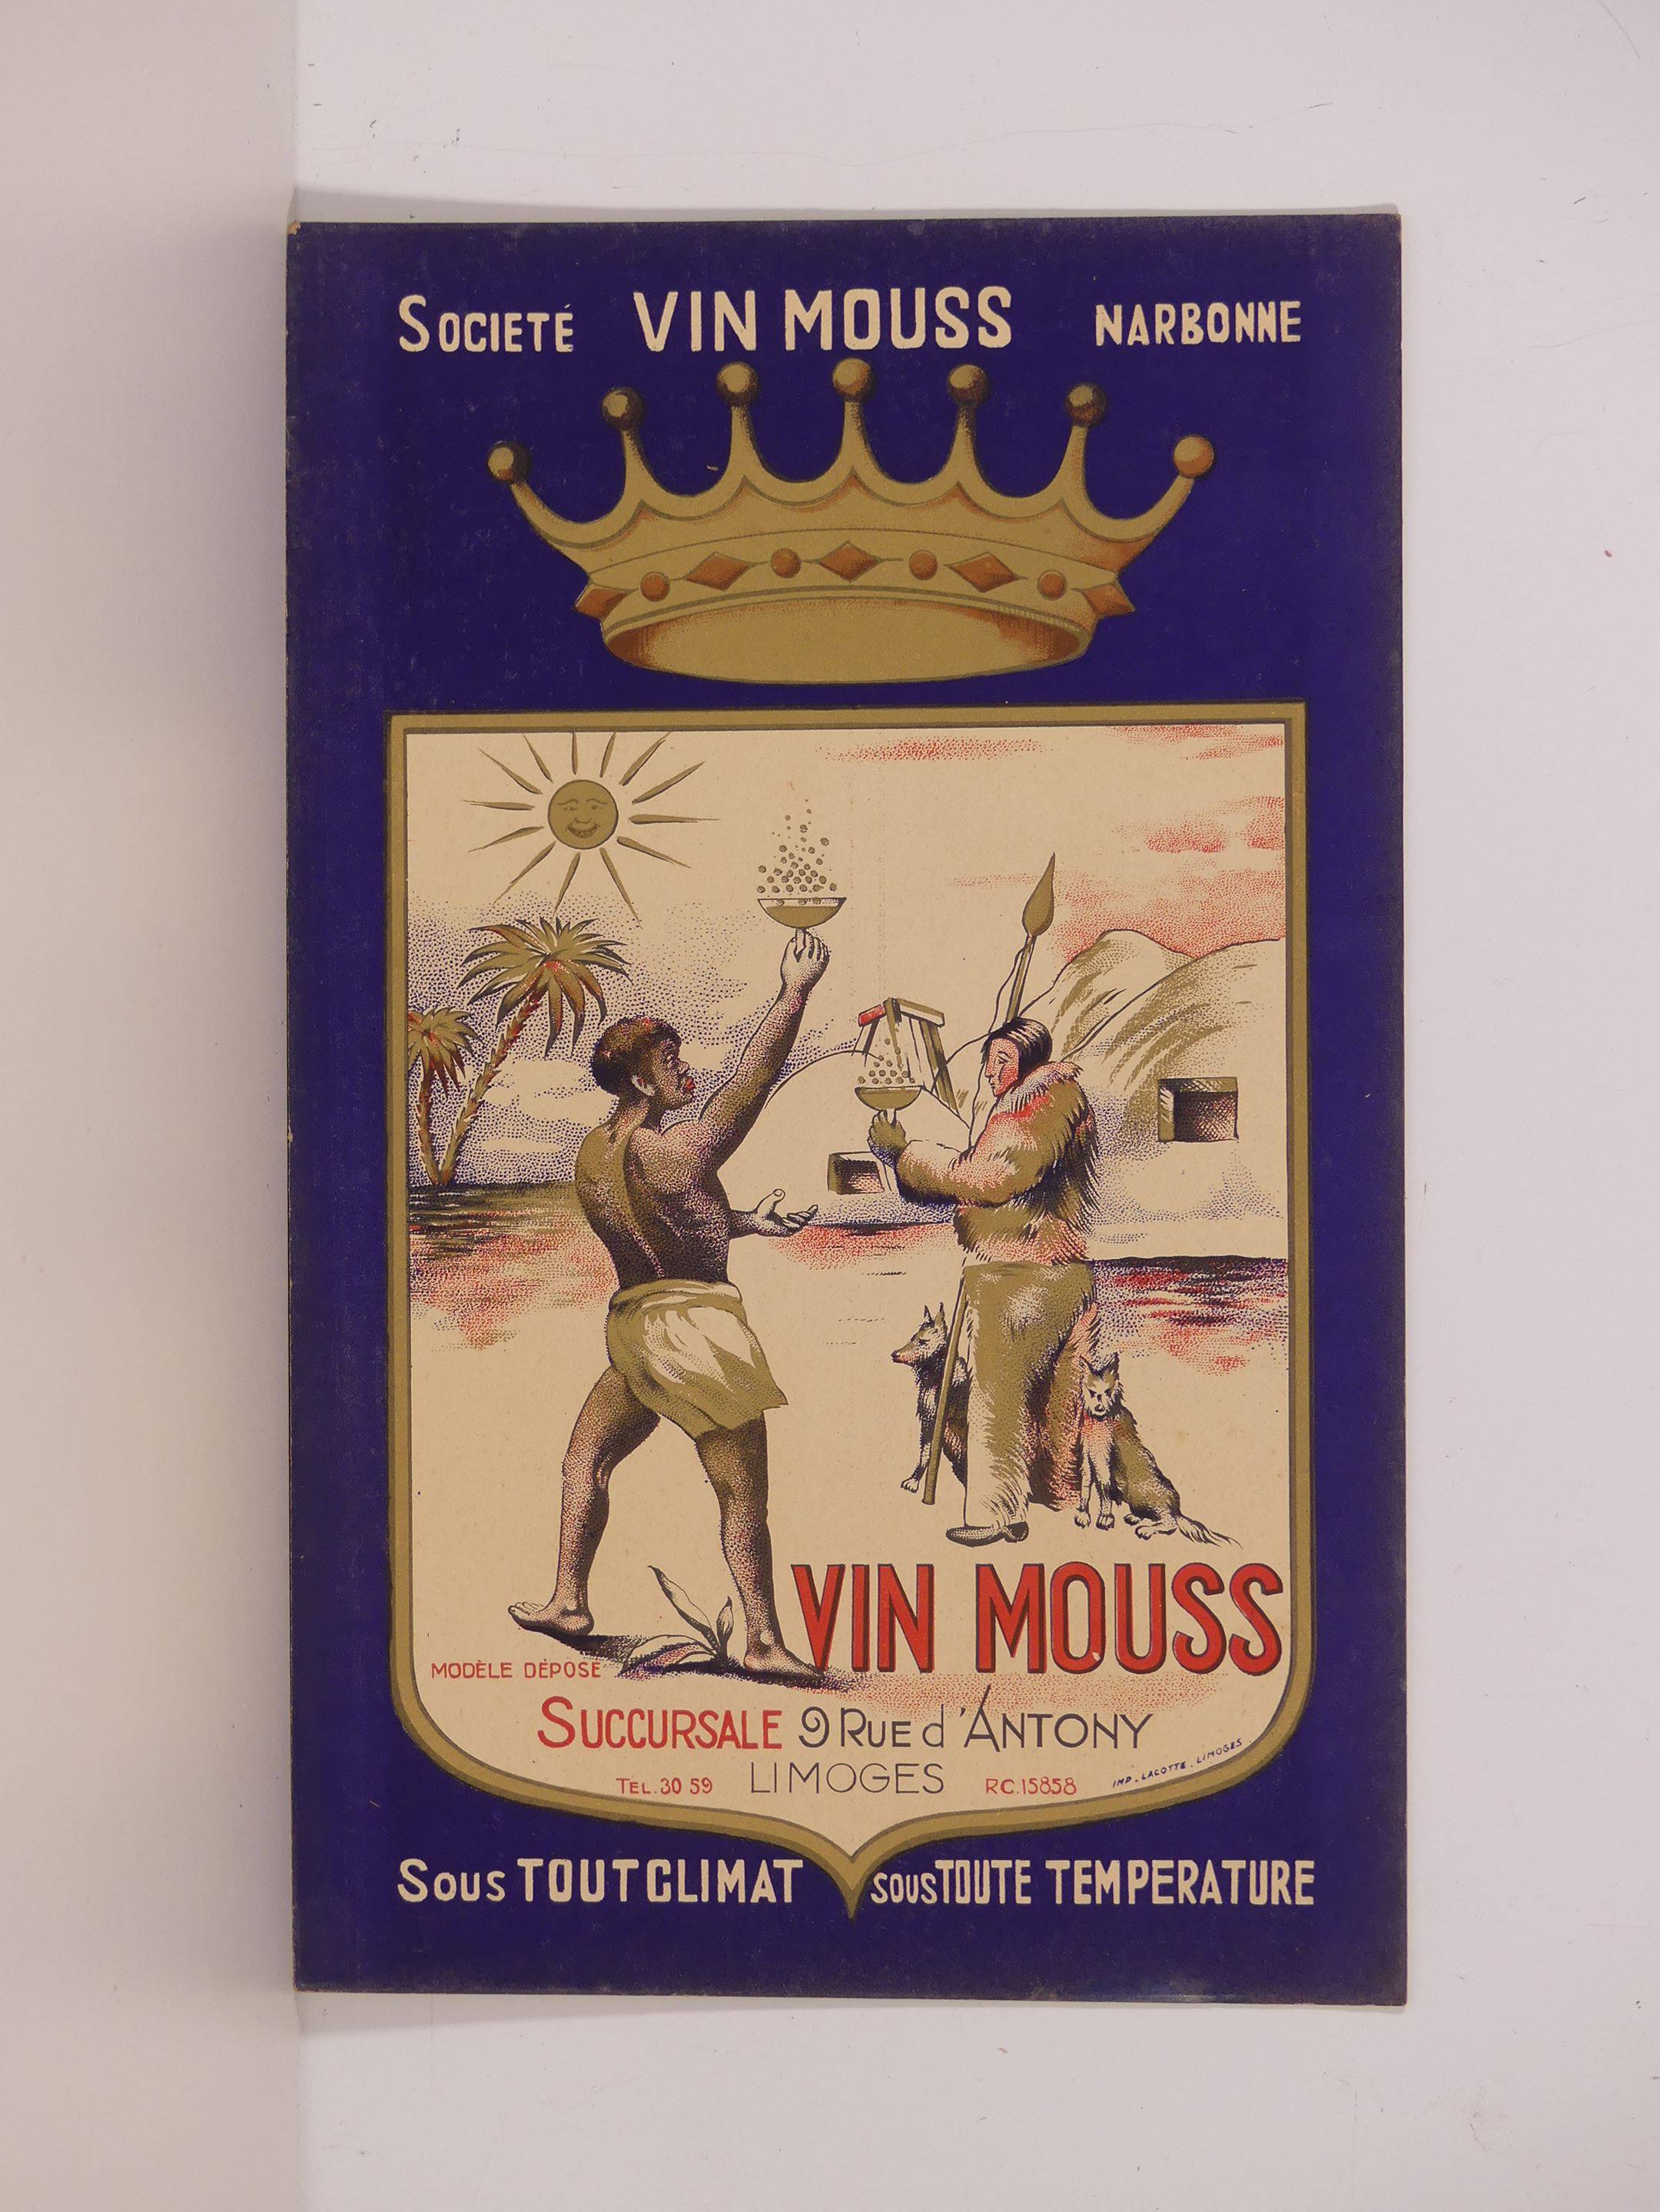 SOCIETÉ VIN MOUSS NARBONNE
VIN MOUSS
MODÈLE DÉPOSÉ
SUCCURSALE 9 RUE d'ANTONY
TEL. 30 59 LIMOGES RC. 15858
IMP. LACOTTE. LIMOGES
SOUS TOUT CLIMAT SOUS TOUTE TEMPERATURE